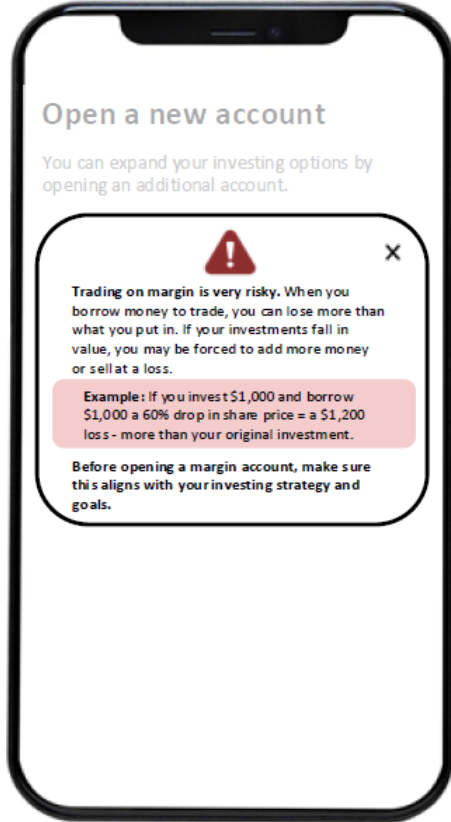 Open a new account
You can expand your investing options by
opening an additional account.
Trading on margin is very risky. When you
borrow money to trade, you can lose more than
what you put in. If your investments fall in
value, you may be forced to add more money
or sell at a loss.
Example: If you invest $1,000 and borrow
$1,000 a 60% drop in share price = a $1,200
loss - more than your original investment.
Before opening a margin account, make sure
this aligns with your investing strategy and
goals.